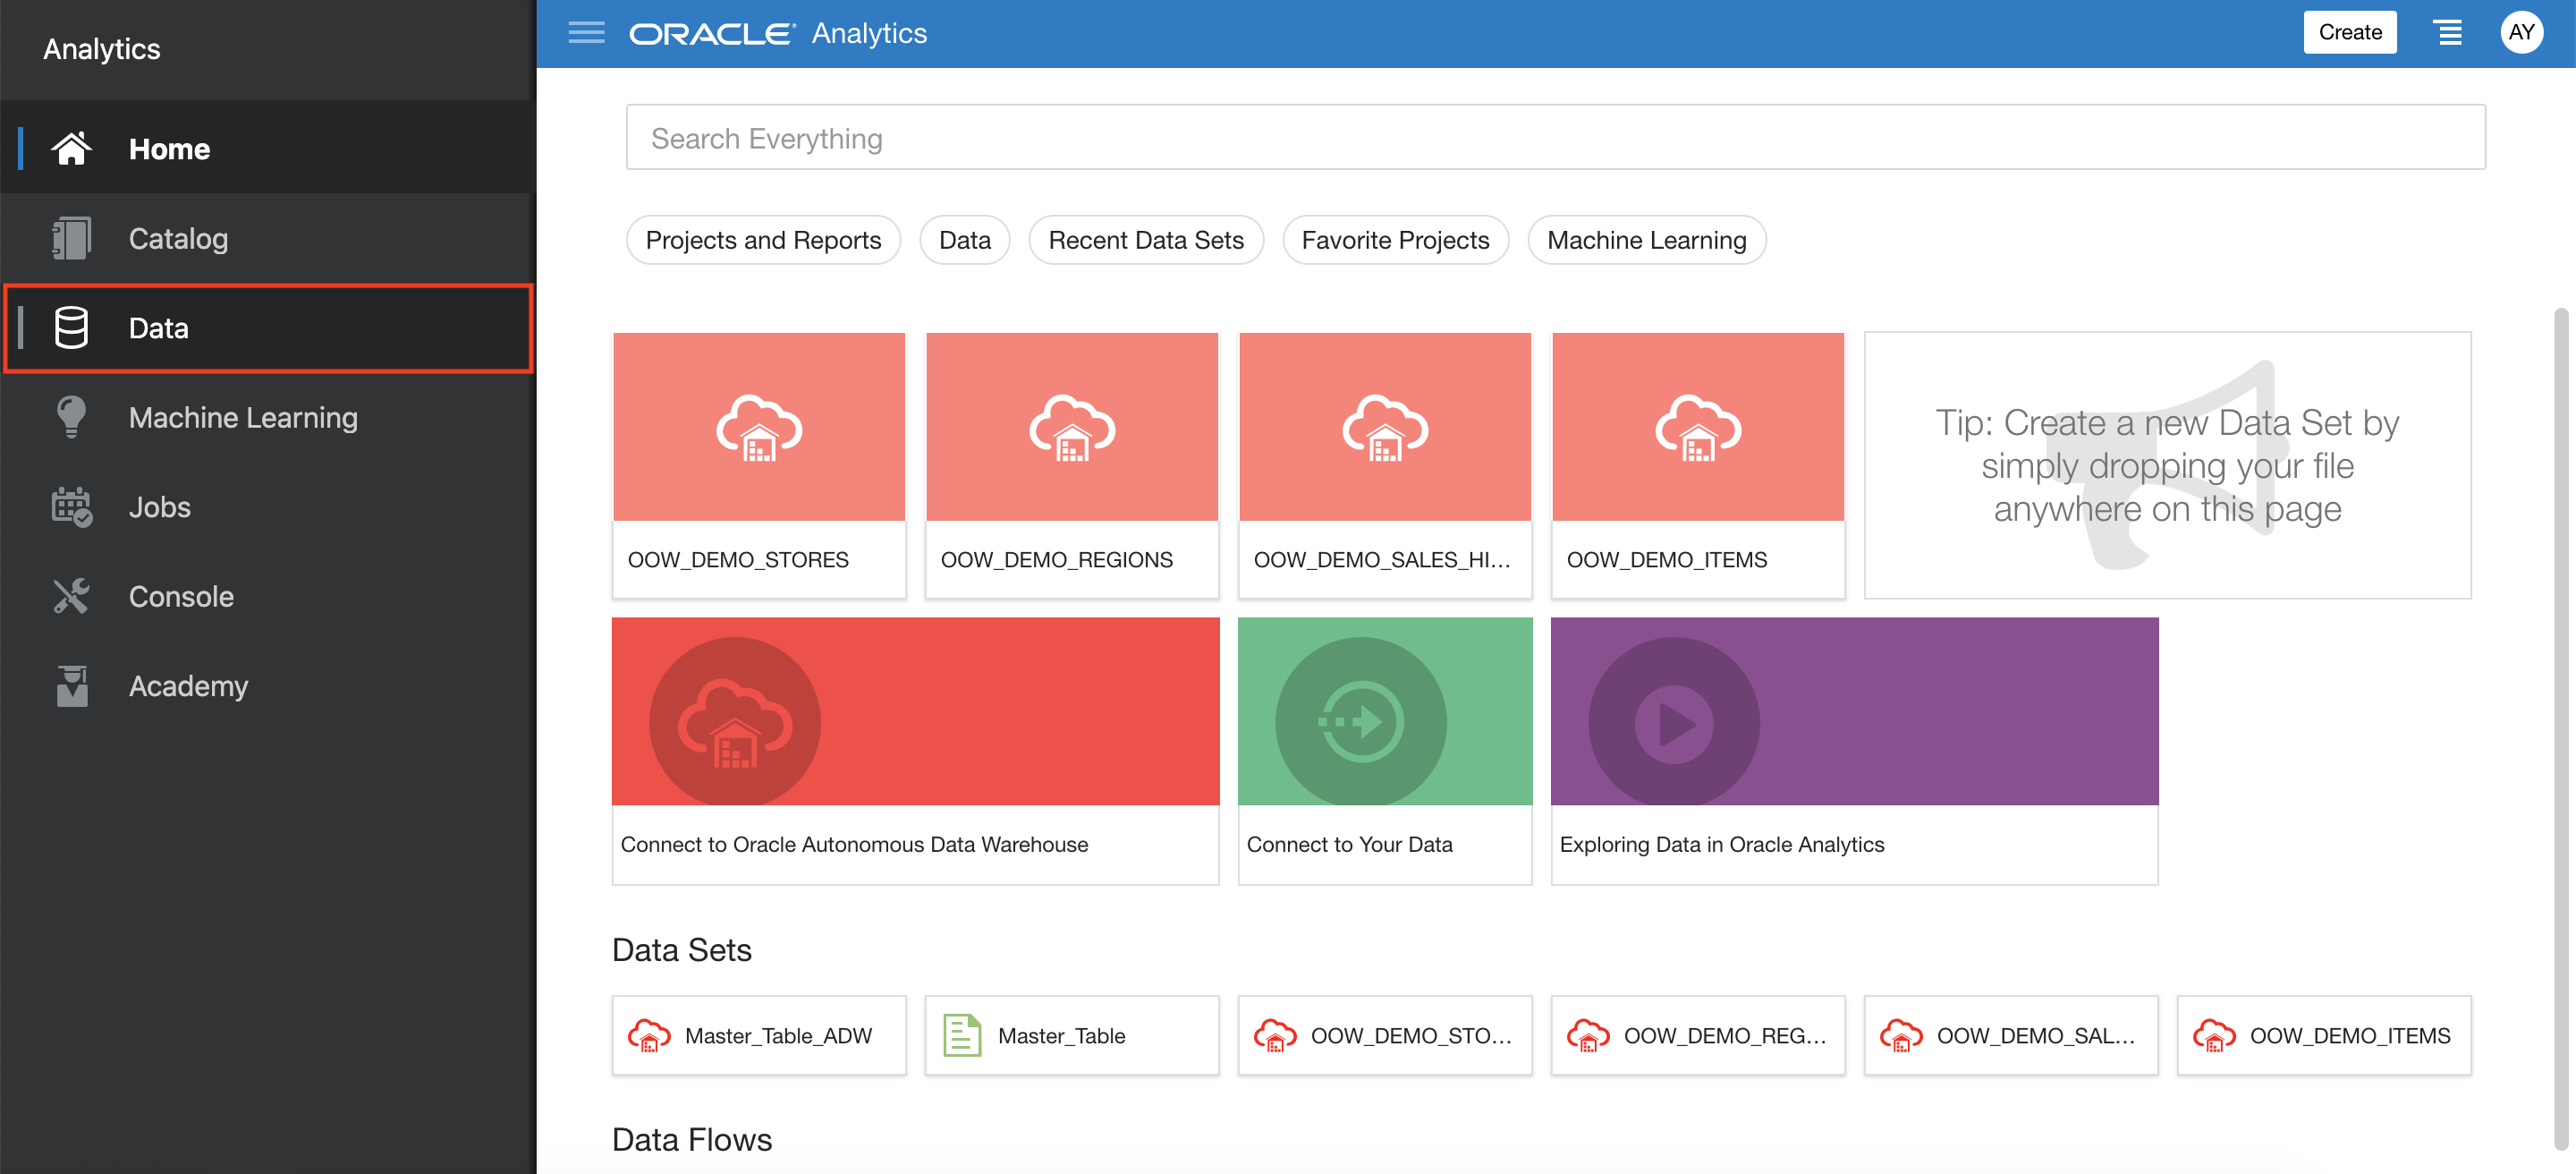 Analytics
Home
Catalog
Data
Machine Learning
Jobs
Console
Academy
ORACLE® Analytics
Create
AY
Search Everything
Projects and Reports
Data
Recent Data Sets
Favorite Projects
Machine Learning
OOW_DEMO_STORES
OOW_DEMO_REGIONS
OOW_DEMO_SALES_HI...
OOW_DEMO_ITEMS
Tip: Create a new Data Set by
simply dropping your file
anywhere on this page
Connect to Oracle Autonomous Data Warehouse
Connect to Your Data
Exploring Data in Oracle Analytics
Data Sets
Master_Table_ADW
Master_Table
OOW_DEMO_STO...
OOW_DEMO_REG...
OOW_DEMO_SAL...
OOW_DEMO_ITEMS
Data Flows